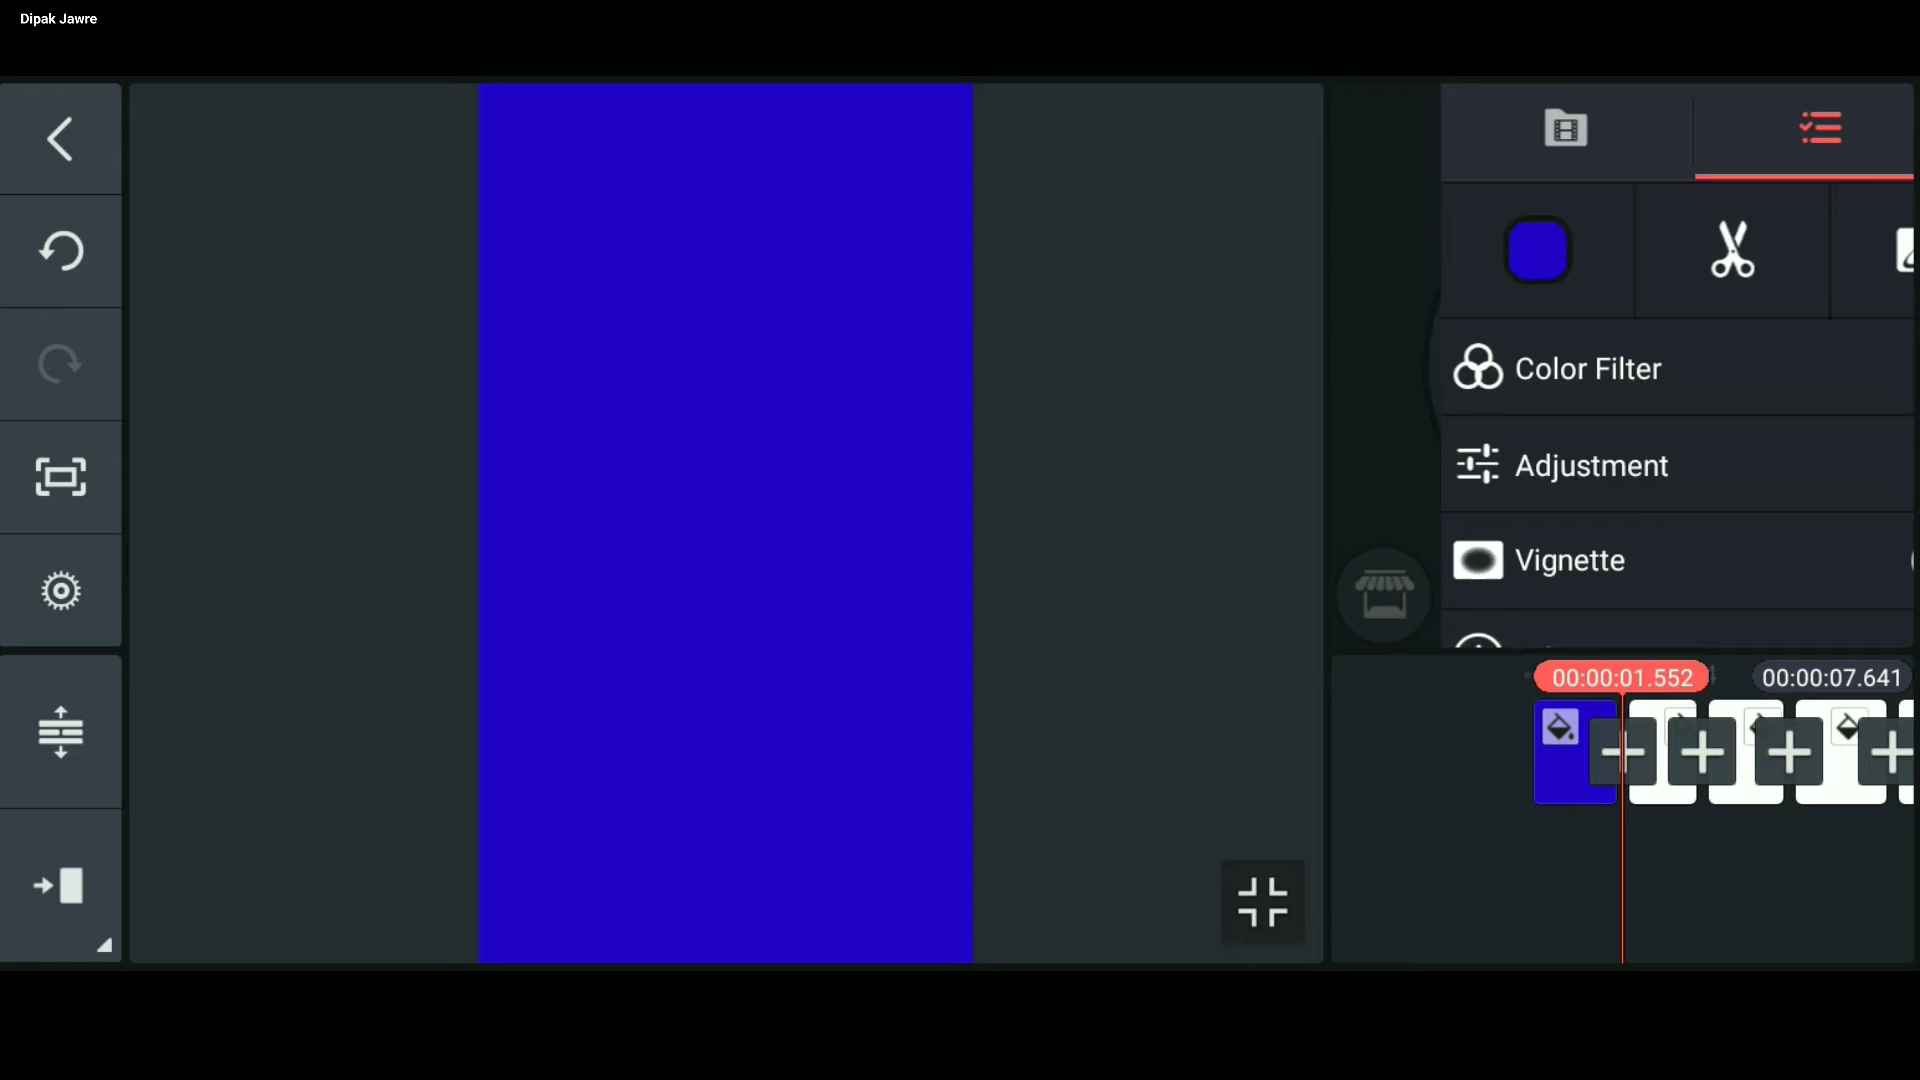 Dipak Jawre
Color Filter
Adjustment
Vignette
00:00:01.552
00:00:07.641